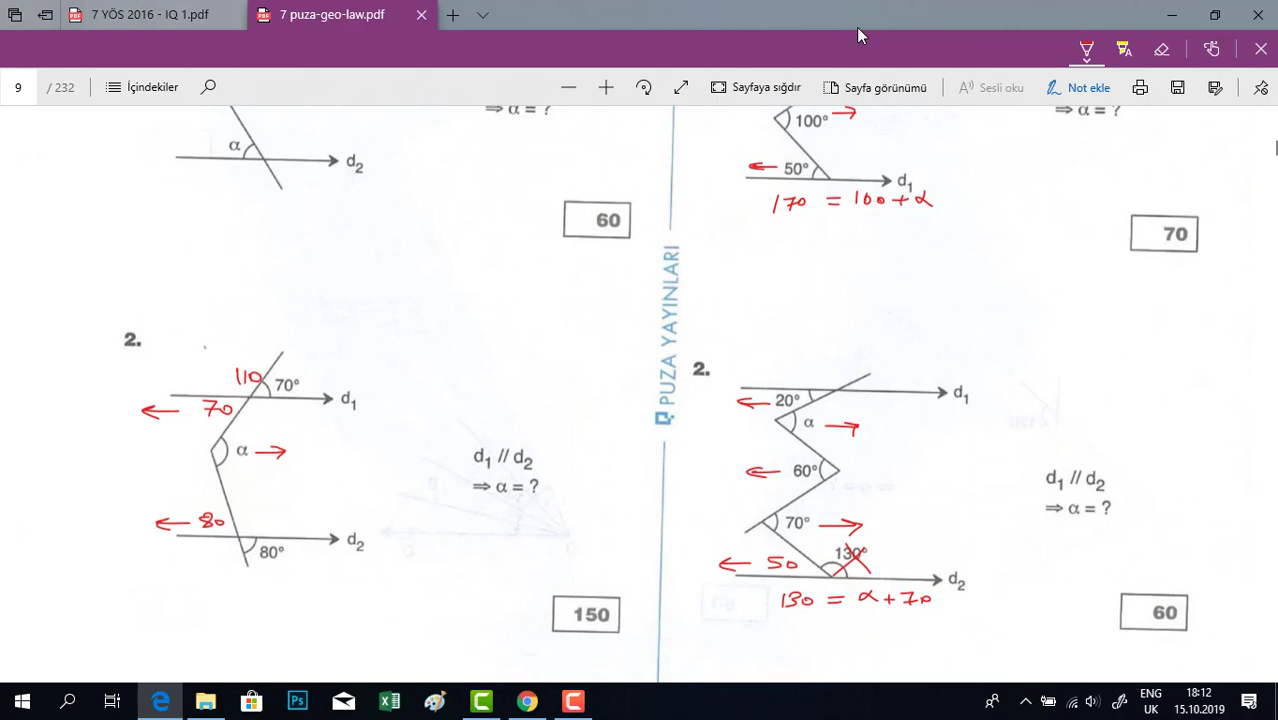 7 YÖS 2016 - IQ 1.pdf
7 puza-geo-law.pdf
9 / 232
İçindekiler
Sayfaya sığdır
Sayfa görünümü
Sesli oku
Not ekle
⇒ α = ?
α
d₂
60
100°
50°
d₁
170 = 100 + α
⇒ α = ?
70
PUZA YAYINLARI
2.
110
70°
d₁
70
α
80
d₂
80°
d₁ // d₂
⇒ α = ?
150
2.
20°
d₁
α
60°
70°
130°
50
d₂
130 = α + 70
d₁ // d₂
⇒ α = ?
60
ENG
UK
18:12
15.10.2019